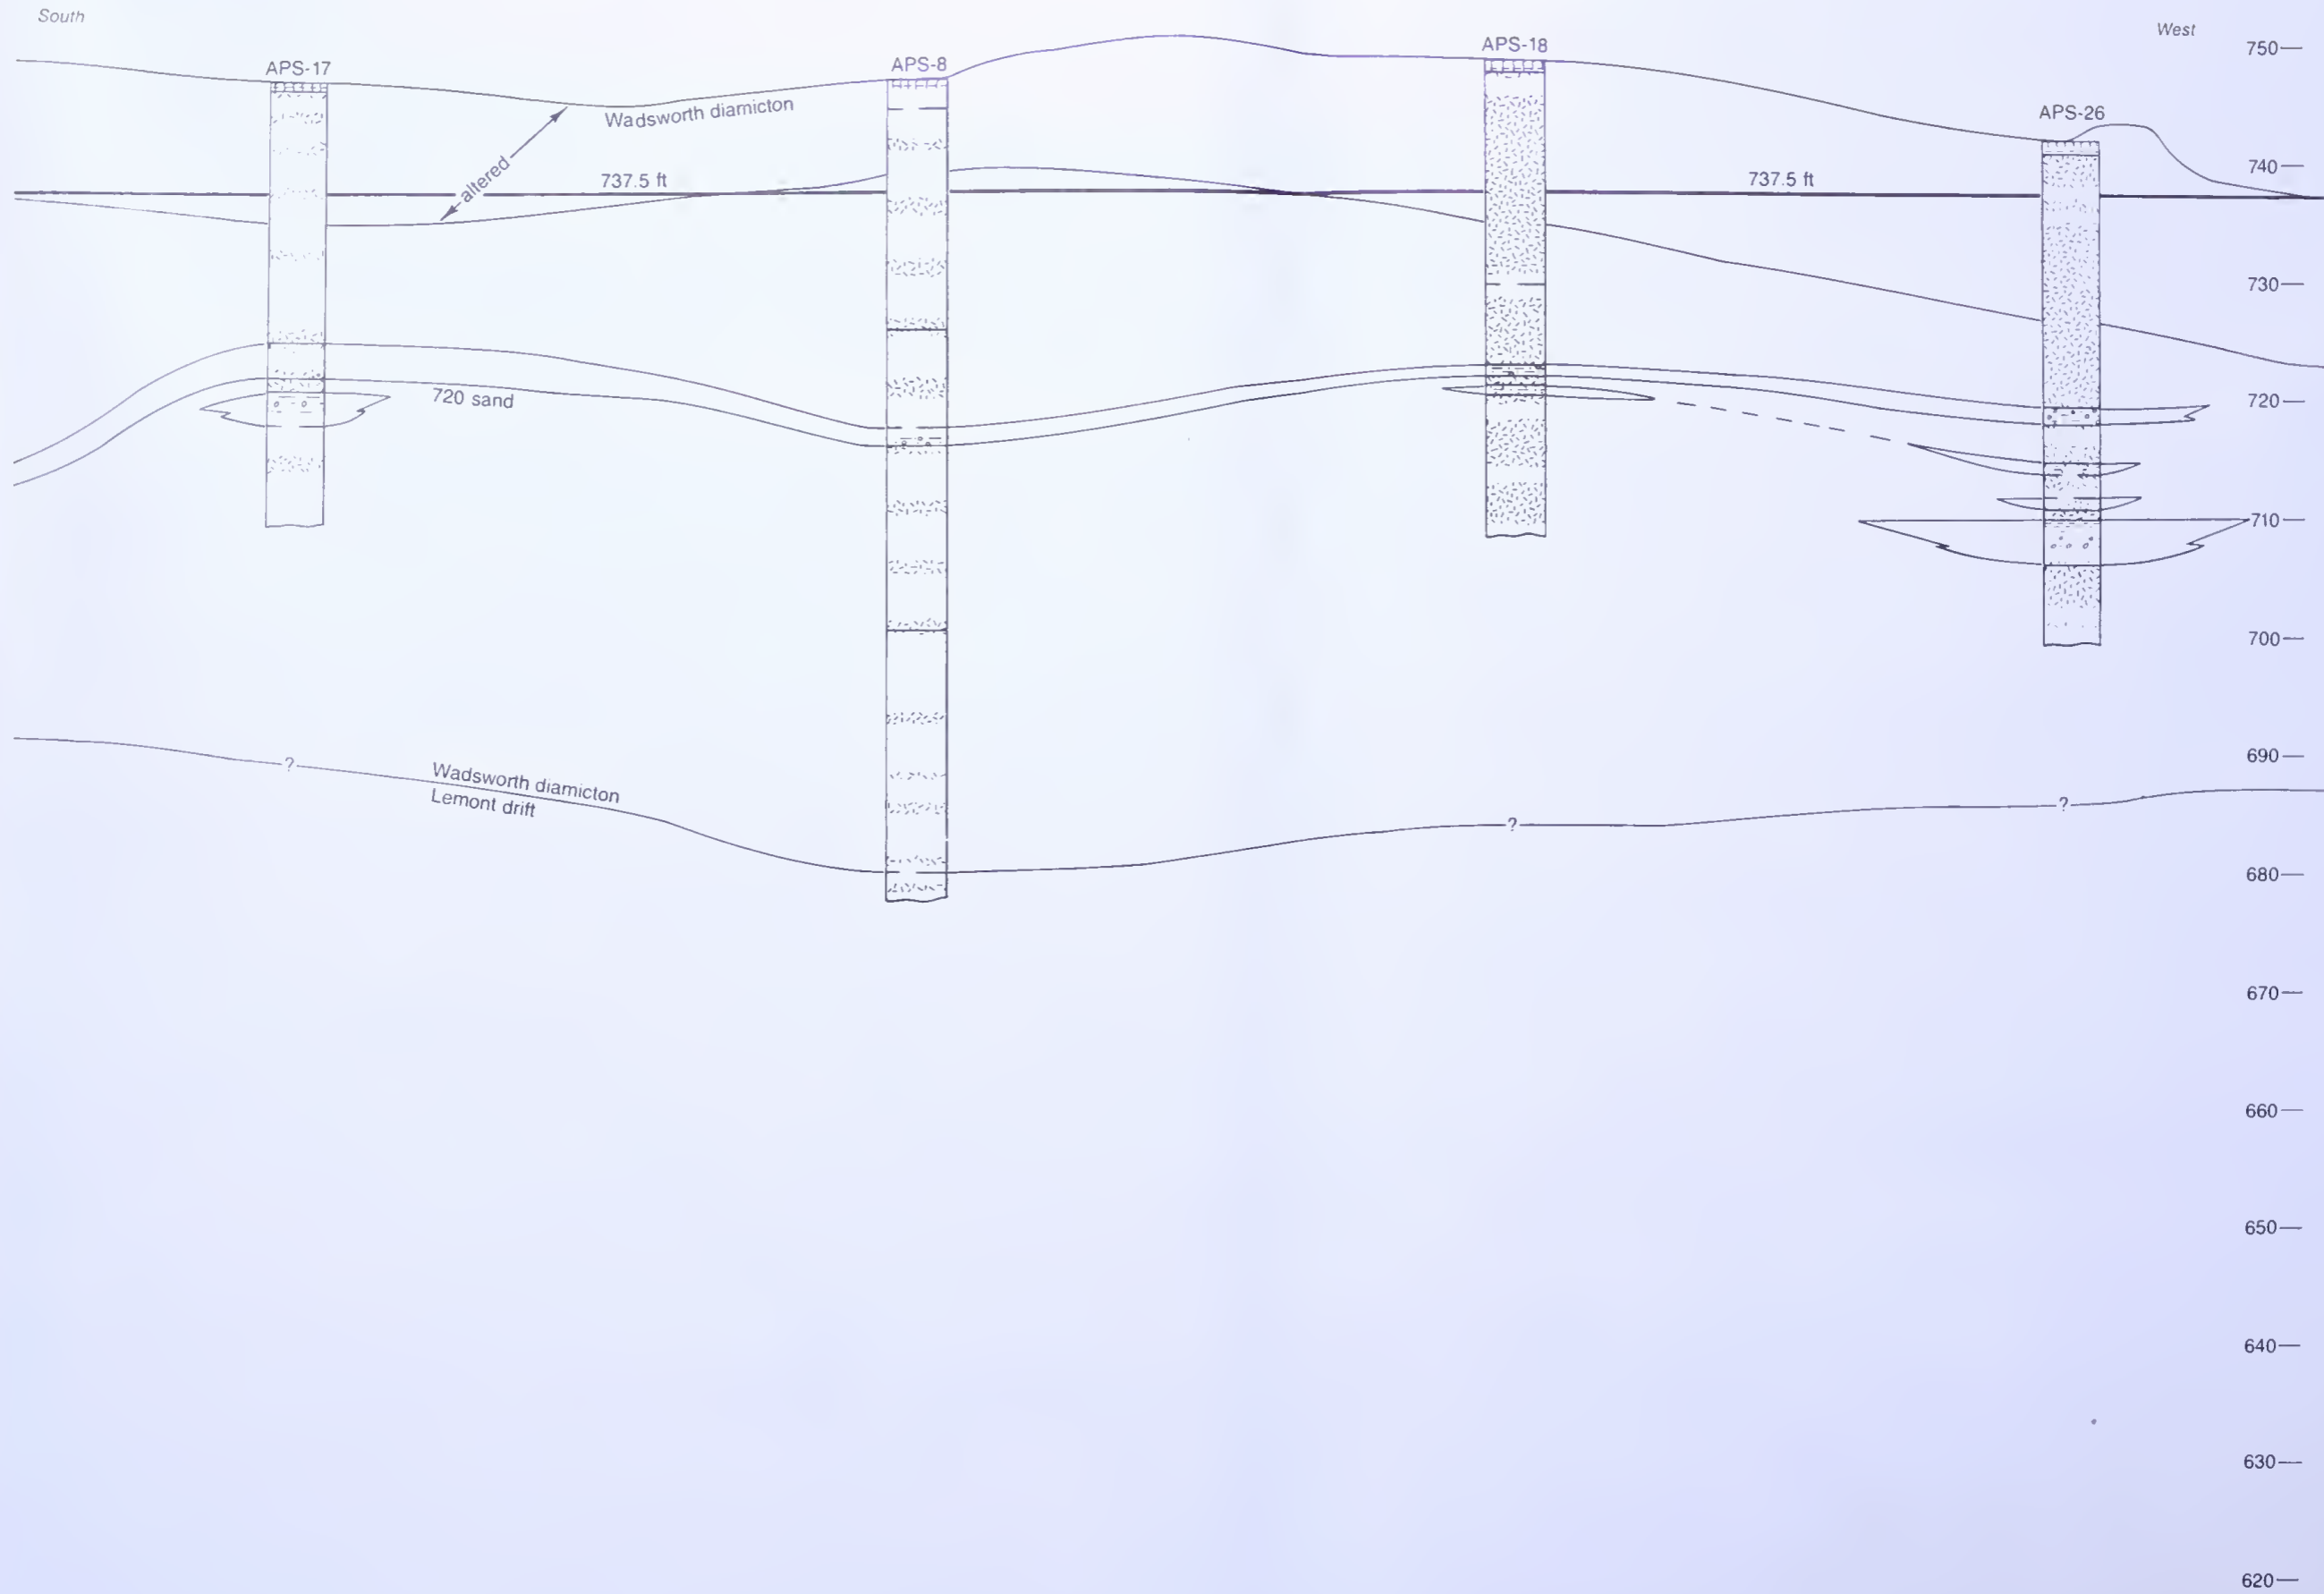 South
West
APS-17
APS-8
APS-18
APS-26
Wadsworth diamicton
altered
737.5 ft
737.5 ft
720 sand
?
Wadsworth diamicton
Lemont drift
?
?
750
740
730
720
710
700
690
680
670
660
650
640
630
620